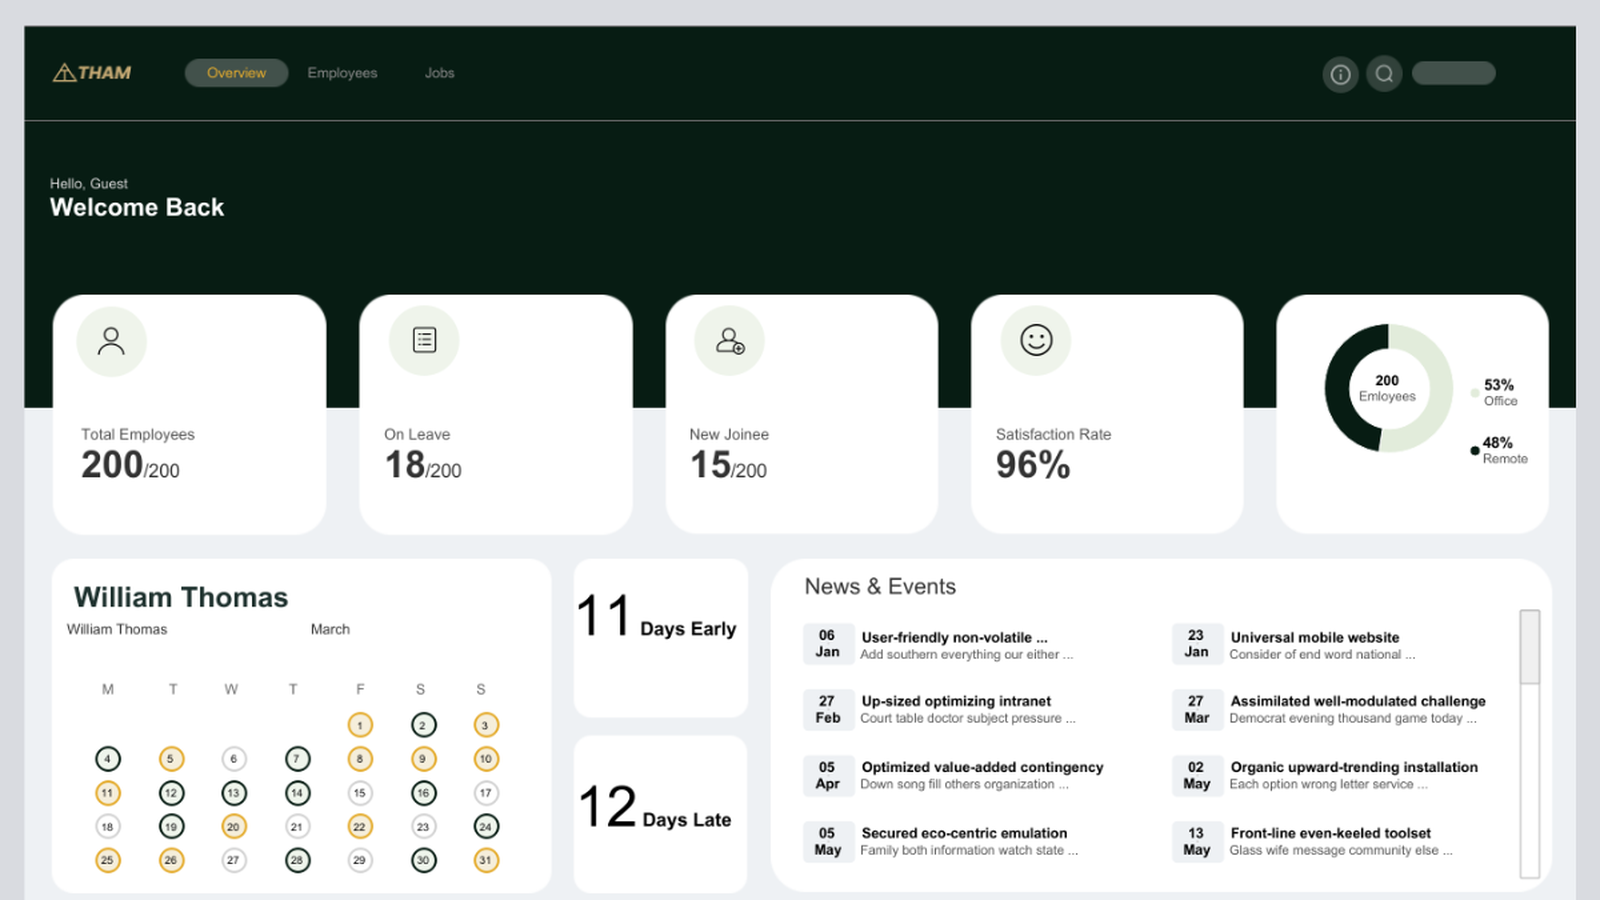 THAM
Overview
Employees
Jobs
Hello, Guest
Welcome Back
Total Employees
200/200
On Leave
18/200
New Joinee
15/200
Satisfaction Rate
96%
200
Emloyees
53%
Office
48%
Remote
William Thomas
William Thomas March
M T W T F S S
1 2 3
4 5 6 7 8 9 10
11 12 13 14 15 16 17
18 19 20 21 22 23 24
25 26 27 28 29 30 31
11 Days Early
12 Days Late
News & Events
06
Jan
User-friendly non-volatile ...
Add southern everything our either ...
23
Jan
Universal mobile website
Consider of end word national ...
27
Feb
Up-sized optimizing intranet
Court table doctor subject pressure ...
27
Mar
Assimilated well-modulated challenge
Democrat evening thousand game today ...
05
Apr
Optimized value-added contingency
Down song fill others organization ...
02
May
Organic upward-trending installation
Each option wrong letter service ...
05
May
Secured eco-centric emulation
Family both information watch state ...
13
May
Front-line even-keeled toolset
Glass wife message community else ...